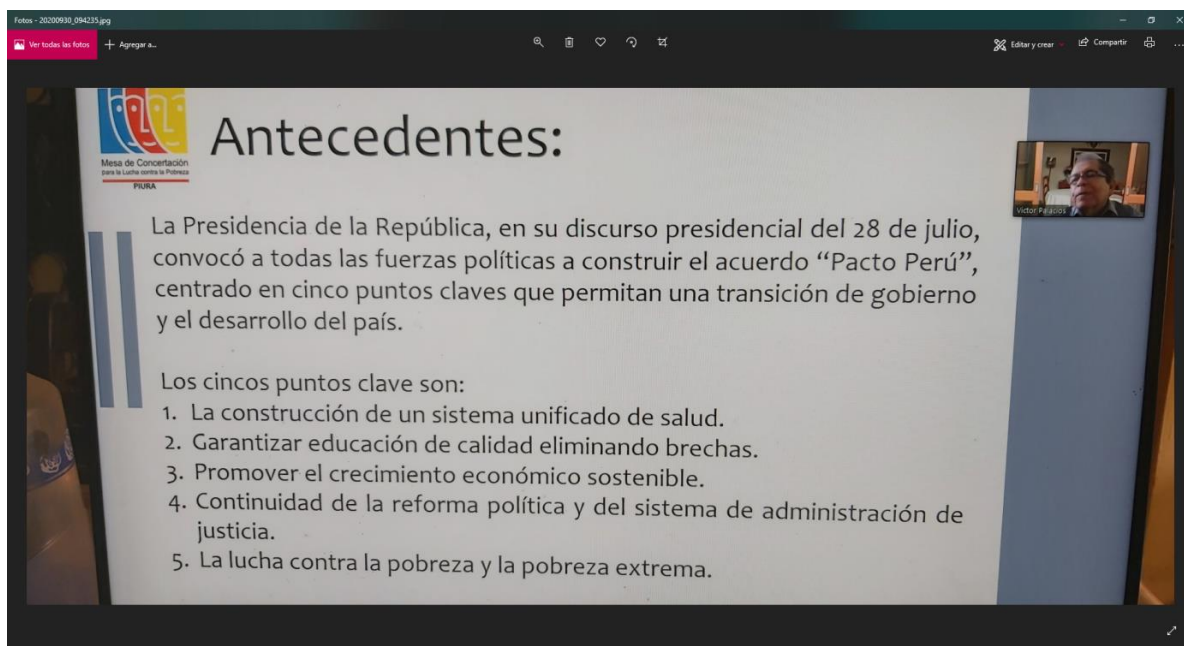 Fotos - 20200930_094235.jpg
Ver todas las fotos
Agregar a...
Editar y crear
Compartir
Mesa de Concertación
para la Lucha contra la Pobreza
PIURA
Antecedentes:
Victor Palacios
La Presidencia de la República, en su discurso presidencial del 28 de julio,
convocó a todas las fuerzas políticas a construir el acuerdo “Pacto Perú”,
centrado en cinco puntos claves que permitan una transición de gobierno
y el desarrollo del país.
Los cincos puntos clave son:
1. La construcción de un sistema unificado de salud.
2. Garantizar educación de calidad eliminando brechas.
3. Promover el crecimiento económico sostenible.
4. Continuidad de la reforma política y del sistema de administración de
justicia.
5. La lucha contra la pobreza y la pobreza extrema.